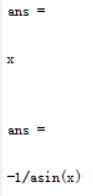 ans =
x
ans =
-1/asin(x)